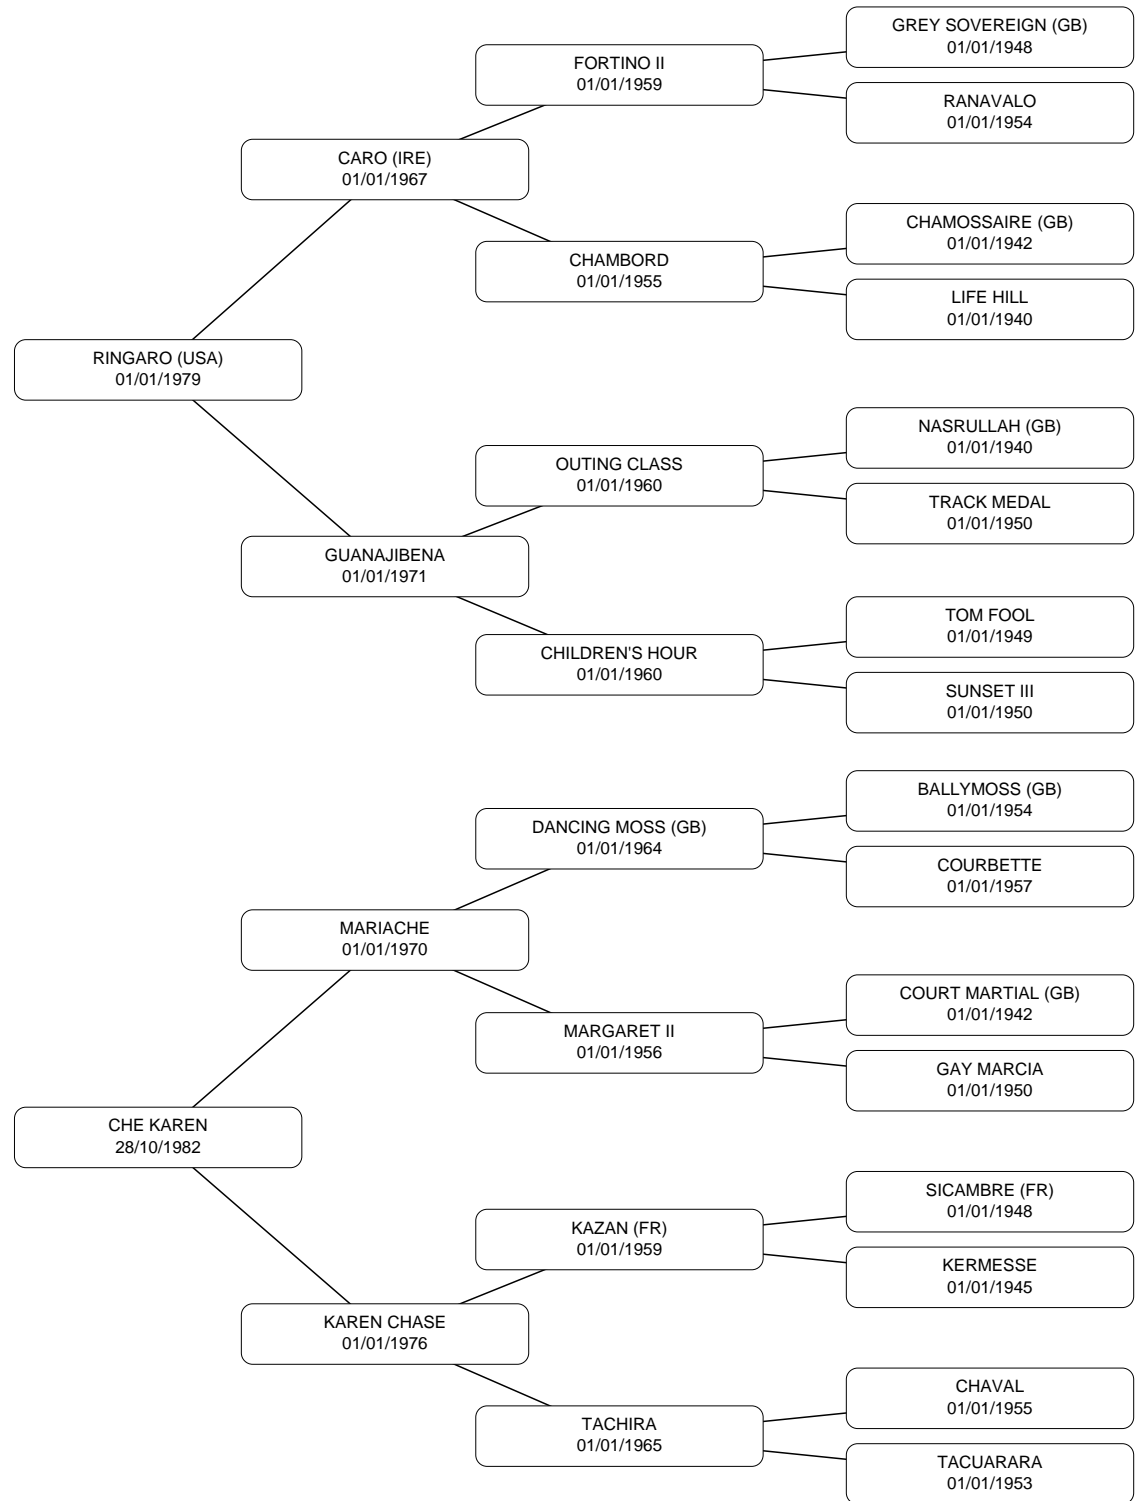 GREY SOVEREIGN (GB)
01/01/1948
FORTINO II
01/01/1959
RANAVALO
01/01/1954
CARO (IRE)
01/01/1967
CHAMOSSAIRE (GB)
01/01/1942
CHAMBORD
01/01/1955
LIFE HILL
01/01/1940
RINGARO (USA)
01/01/1979
NASRULLAH (GB)
01/01/1940
OUTING CLASS
01/01/1960
TRACK MEDAL
01/01/1950
GUANAJIBENA
01/01/1971
TOM FOOL
01/01/1949
CHILDREN'S HOUR
01/01/1960
SUNSET III
01/01/1950
BALLYMOSS (GB)
01/01/1954
DANCING MOSS (GB)
01/01/1964
COURBETTE
01/01/1957
MARIACHE
01/01/1970
COURT MARTIAL (GB)
01/01/1942
MARGARET II
01/01/1956
GAY MARCIA
01/01/1950
CHE KAREN
28/10/1982
SICAMBRE (FR)
01/01/1948
KAZAN (FR)
01/01/1959
KERMESSE
01/01/1945
KAREN CHASE
01/01/1976
CHAVAL
01/01/1955
TACHIRA
01/01/1965
TACUARARA
01/01/1953